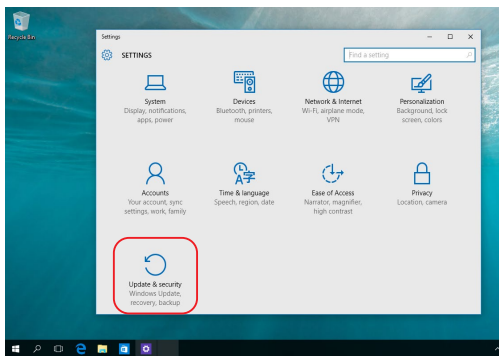 Recycle Bin
Settings
SETTINGS
Find a setting
System
Display, notifications,
apps, power
Devices
Bluetooth, printers,
mouse
Network & Internet
Wi-Fi, airplane mode,
VPN
Personalization
Background, lock
screen, colors
Accounts
Your account, sync
settings, work, family
Time & language
Speech, region, date
Ease of Access
Narrator, magnifier,
high contrast
Privacy
Location, camera
Update & security
Windows Update,
recovery, backup